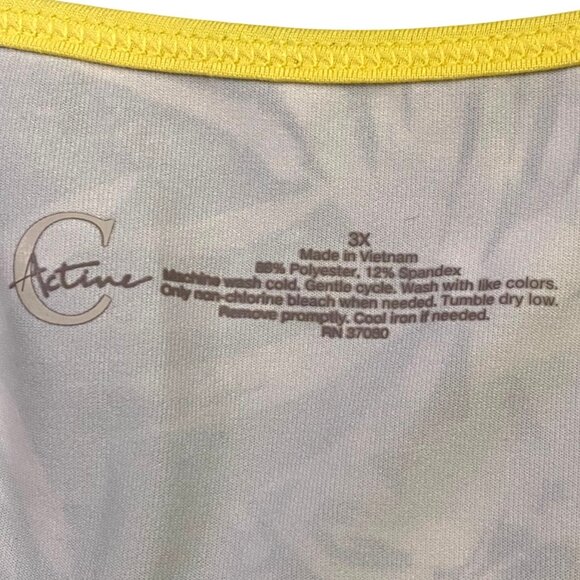 C
Active
3X
Made in Vietnam
88% Polyester, 12% Spandex
Machine wash cold. Gentle cycle. Wash with like colors.
Only non-chlorine bleach when needed. Tumble dry low.
Remove promptly. Cool iron if needed.
RN 37080